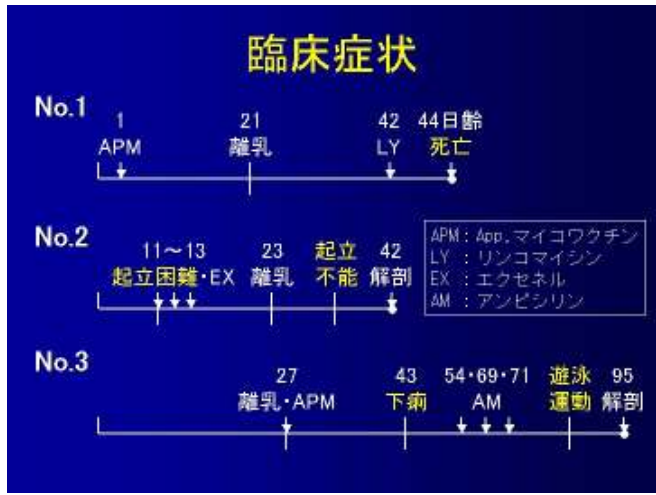 臨床症状
No.1
1 21 42 44日齢
APM 離乳 LY 死亡
No.2
11～13 23 起立 42
起立困難・EX 離乳 不能 解剖
APM：App.マイコワクチン
LY ：リンコマイシン
EX ：エクセネル
AM ：アンピシリン
No.3
27 43 54・69・71 遊泳 95
離乳・APM 下痢 AM 運動 解剖